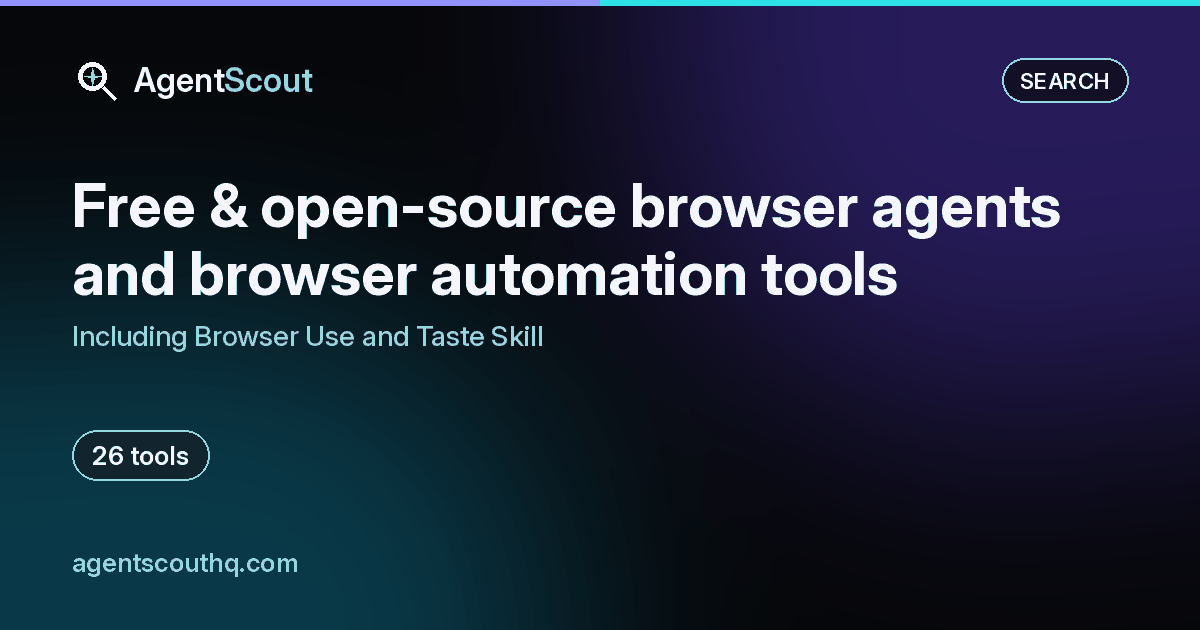 AgentScout
SEARCH
Free & open-source browser agents
and browser automation tools
Including Browser Use and Taste Skill
26 tools
agentscouthq.com